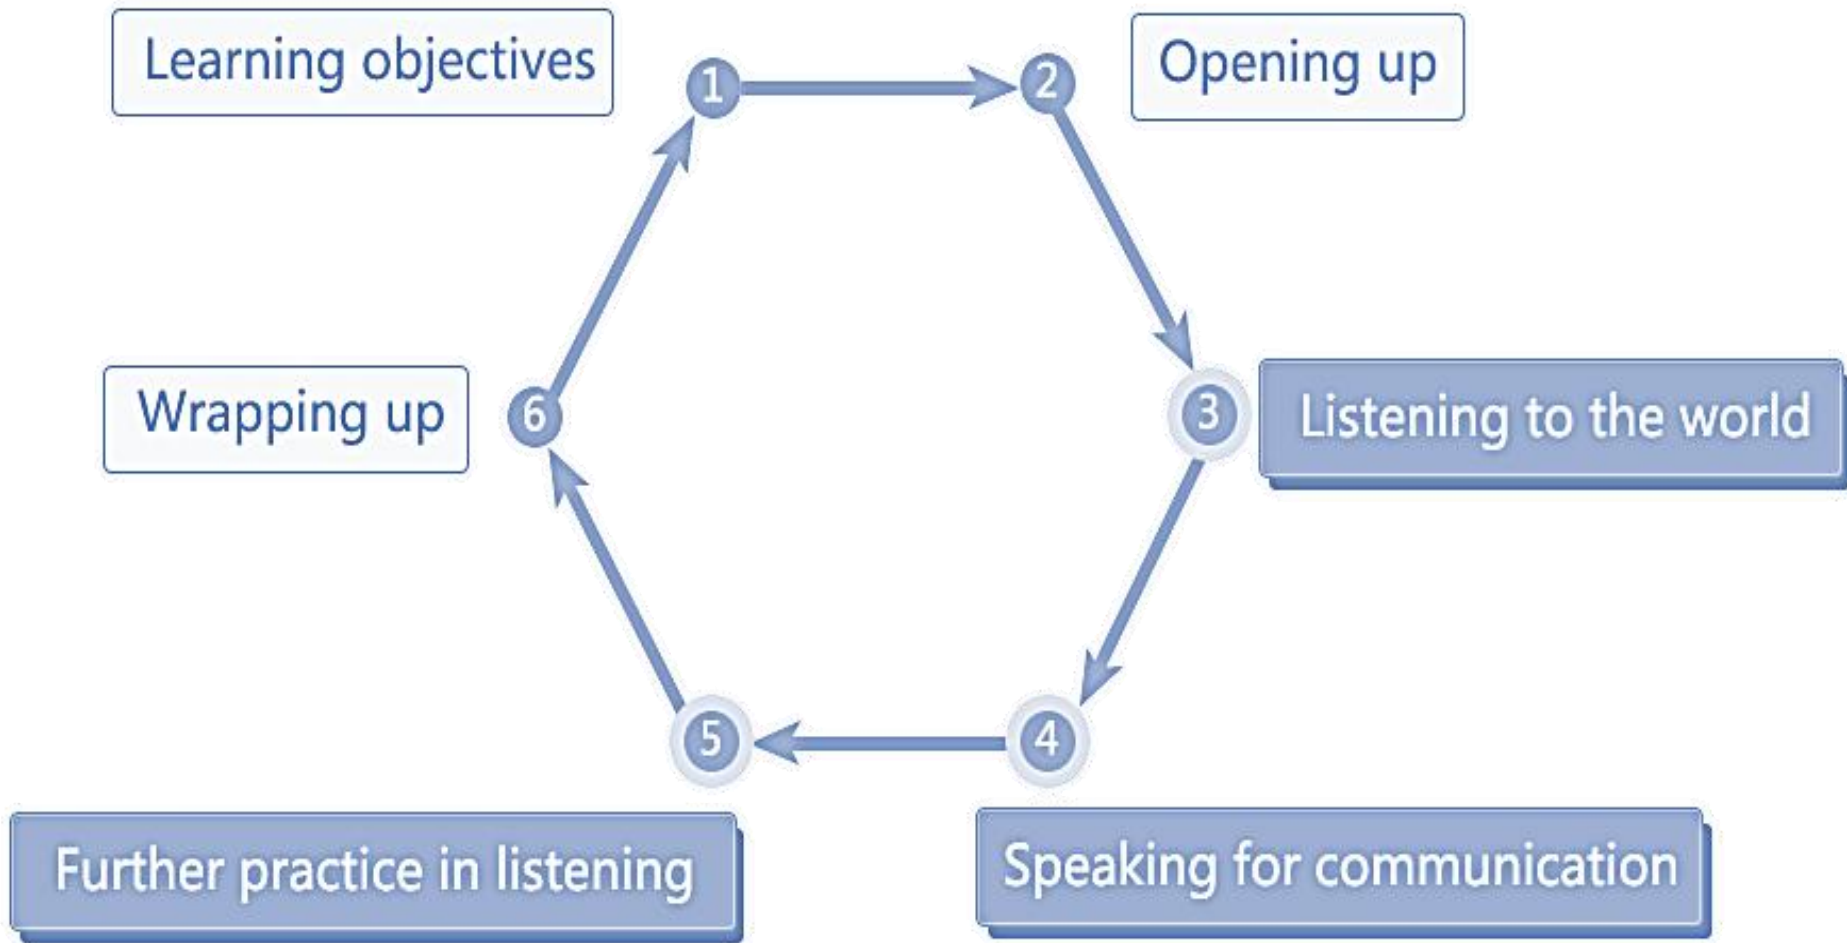 Learning objectives
1
2
Opening up
Wrapping up
6
3
Listening to the world
5
4
Further practice in listening
Speaking for communication